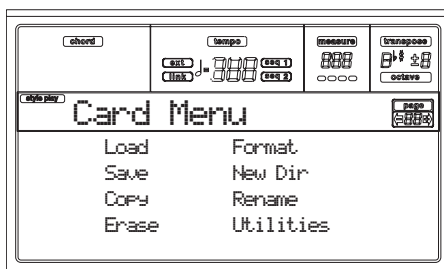 chord tempo measure transpose
ext seq 1
link seq 2
octave
style play
Card Menu
page
Load Format
Save New Dir
Copy Rename
Erase Utilities